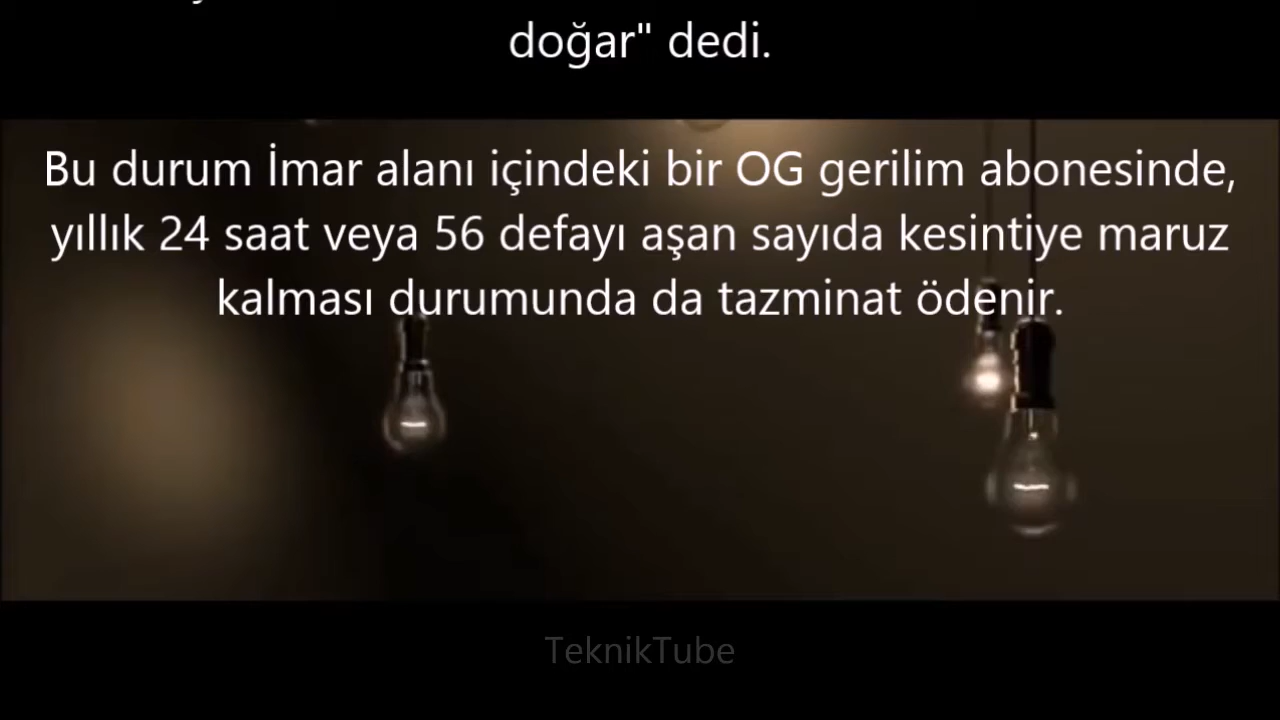 doğar" dedi.
Bu durum İmar alanı içindeki bir OG gerilim abonesinde,
yıllık 24 saat veya 56 defayı aşan sayıda kesintiye maruz
kalması durumunda da tazminat ödenir.
TeknikTube